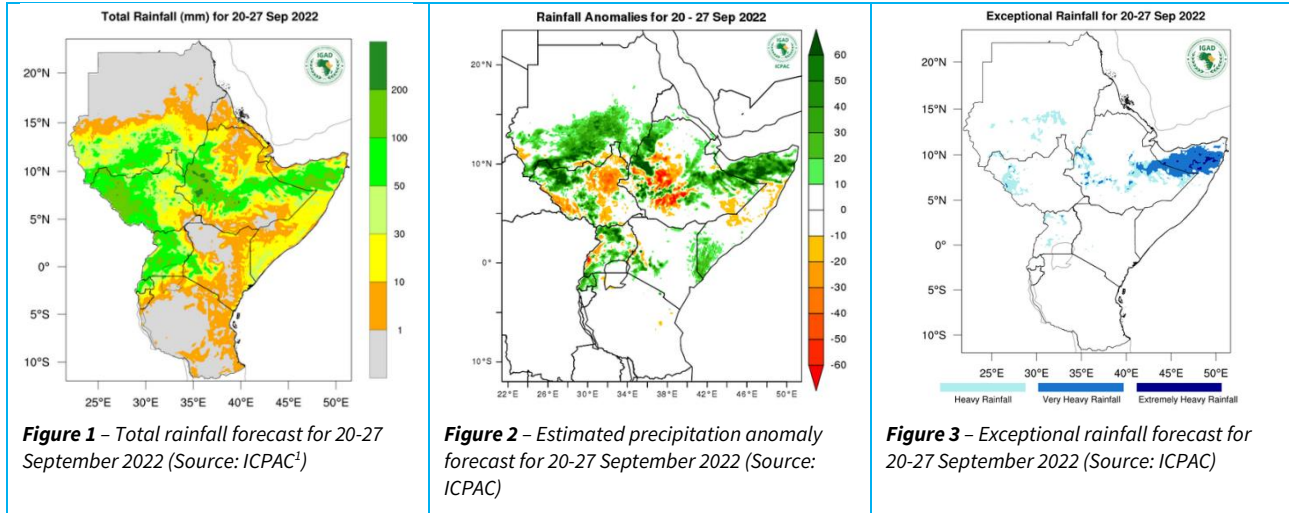 Total Rainfall (mm) for 20-27 Sep 2022
IGAD
20°N
15°N
10°N
5°N
0°
5°S
10°S
25°E 30°E 35°E 40°E 45°E 50°E
200
100
50
30
10
1
Figure 1 – Total rainfall forecast for 20-27
September 2022 (Source: ICPAC¹)
Rainfall Anomalies for 20 - 27 Sep 2022
IGAD
ICPAC
20°N
10°N
0°
10°S
22°E 26°E 30°E 34°E 38°E 42°E 46°E 50°E
60
50
40
30
20
10
0
-10
-20
-30
-40
-50
-60
Figure 2 – Estimated precipitation anomaly
forecast for 20-27 September 2022 (Source:
ICPAC)
Exceptional Rainfall for 20-27 Sep 2022
IGAD
20°N
15°N
10°N
5°N
0°
5°S
10°S
25°E 30°E 35°E 40°E 45°E 50°E
Heavy Rainfall Very Heavy Rainfall Extremely Heavy Rainfall
Figure 3 – Exceptional rainfall forecast for
20-27 September 2022 (Source: ICPAC)